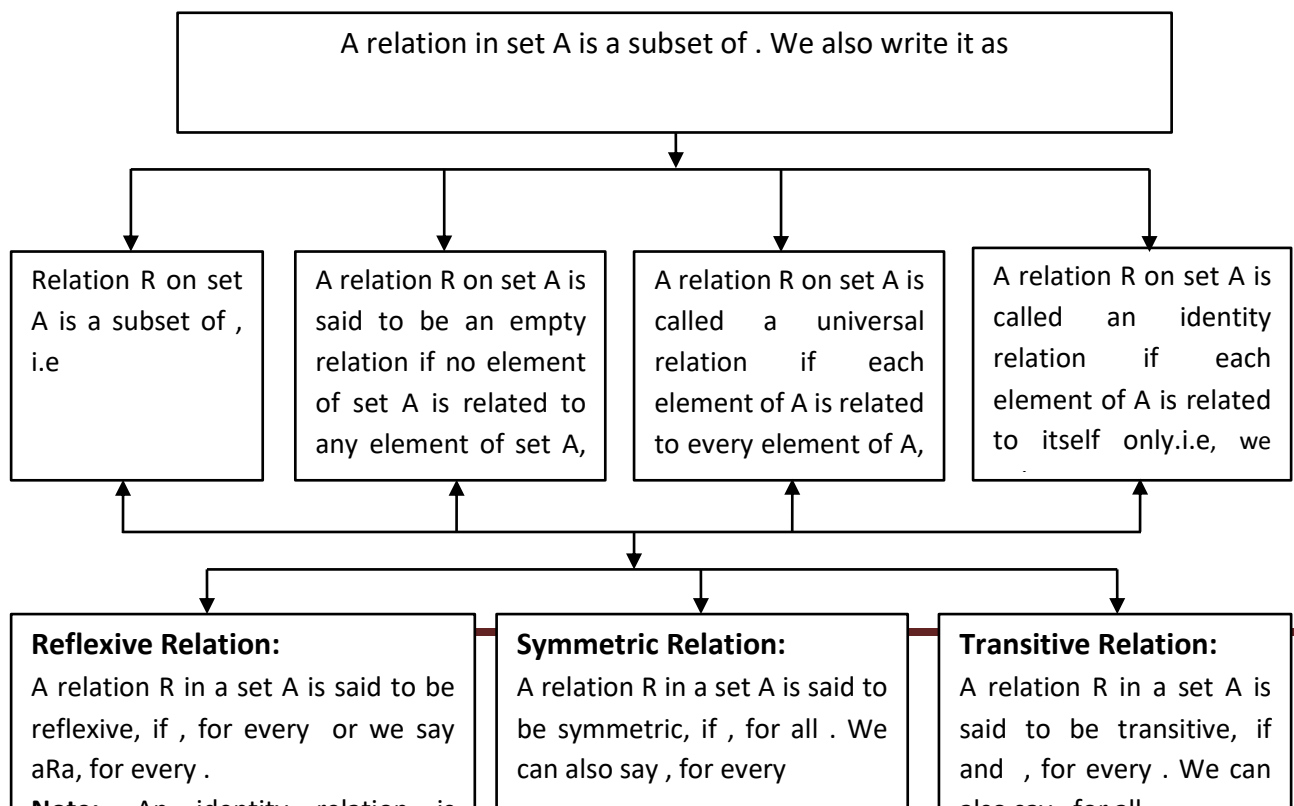 A relation in set A is a subset of . We also write it as
Relation R on set
A is a subset of ,
i.e
A relation R on set A is
said to be an empty
relation if no element
of set A is related to
any element of set A,
A relation R on set A is
called a universal
relation if each
element of A is related
to every element of A,
A relation R on set A is
called an identity
relation if each
element of A is related
to itself only.i.e, we
Reflexive Relation:
A relation R in a set A is said to be
reflexive, if , for every or we say
aRa, for every .
Note: An identity relation is
Symmetric Relation:
A relation R in a set A is said to
be symmetric, if , for all . We
can also say , for every
Transitive Relation:
A relation R in a set A is
said to be transitive, if
and , for every . We can
also say , for all